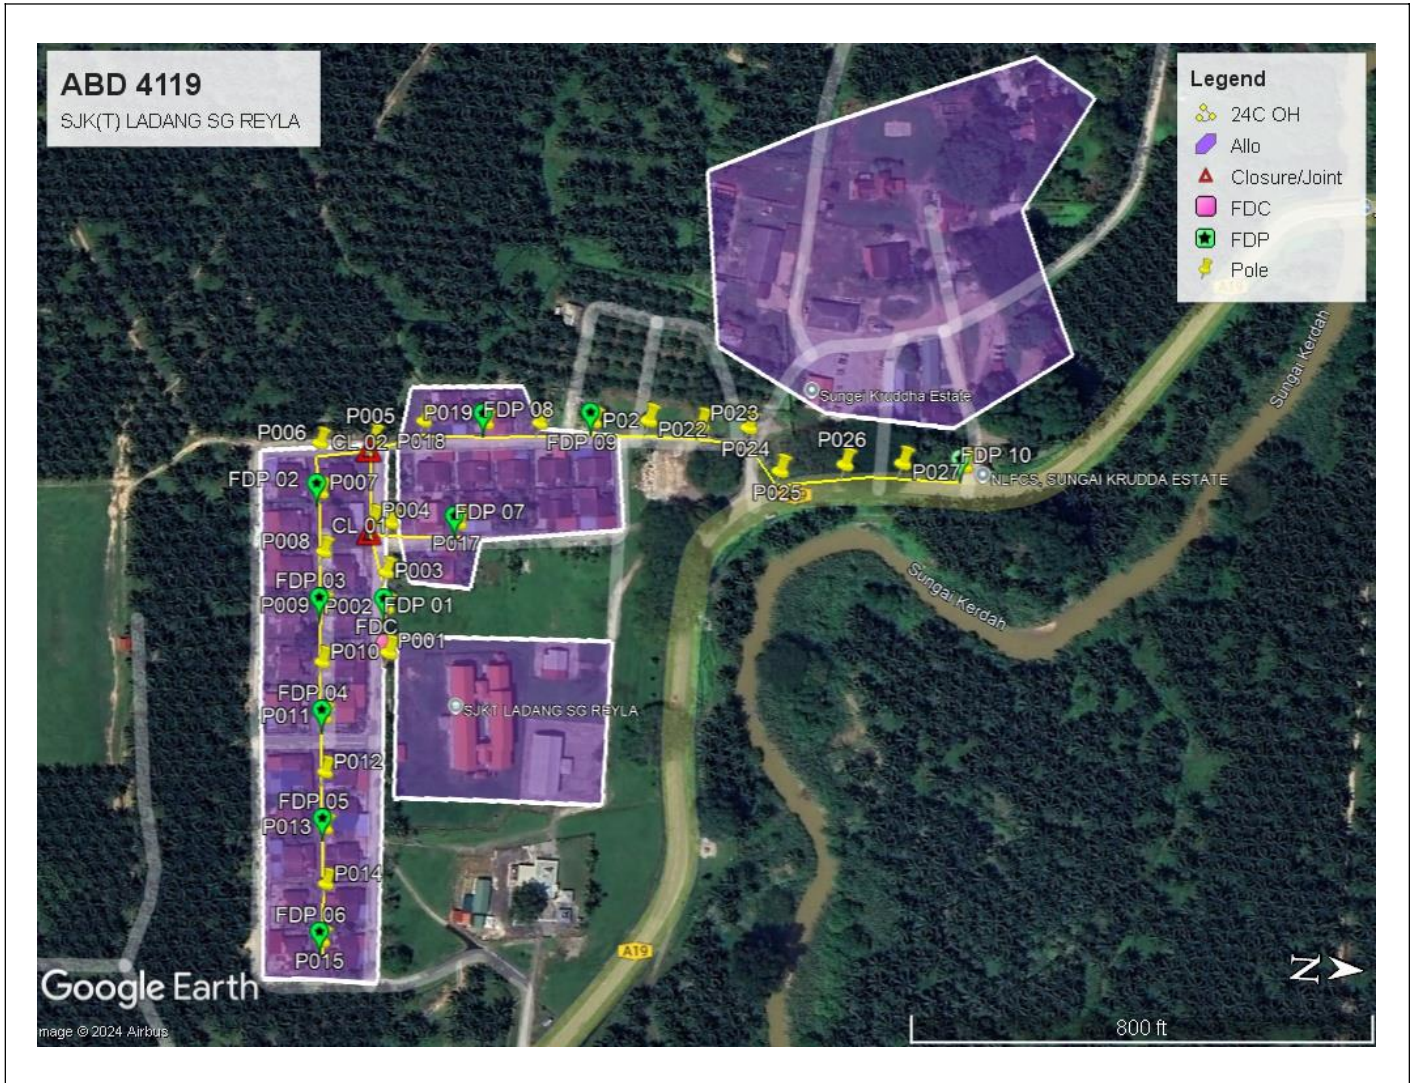 ABD 4119
SJK(T) LADANG SG REYLA
Legend
24C OH
Allo
Closure/Joint
FDC
FDP
Pole
A19
Sungai Kerdah
Sungei Kruddha Estate
P005
P019
FDP 08
P02
P023
P006
CL 02
P018
FDP 09
P022
P024
P026
FDP 10
FDP 02
P007
P027
NLFCS, SUNGAI KRUDDA ESTATE
P025
CL 01
P004
FDP 07
P008
P017
P003
Sungai Kerdah
FDP 03
P009
P002
FDP 01
FDC
P010
P001
FDP 04
P011
SJKT LADANG SG REYLA
P012
FDP 05
P013
P014
FDP 06
P015
A19
N
Google Earth
mage © 2024 Airbus
800 ft